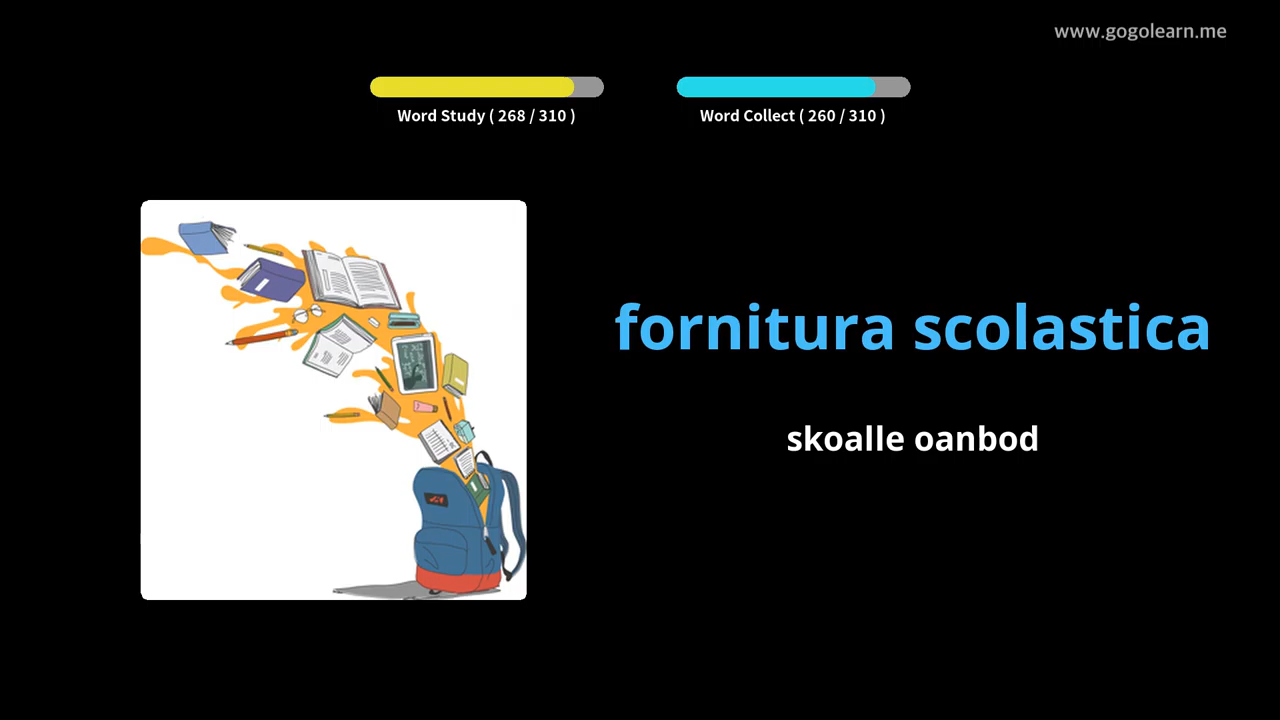 www.gogolearn.me
Word Study ( 268 / 310 )
Word Collect ( 260 / 310 )
fornitura scolastica
skoalle oanbod